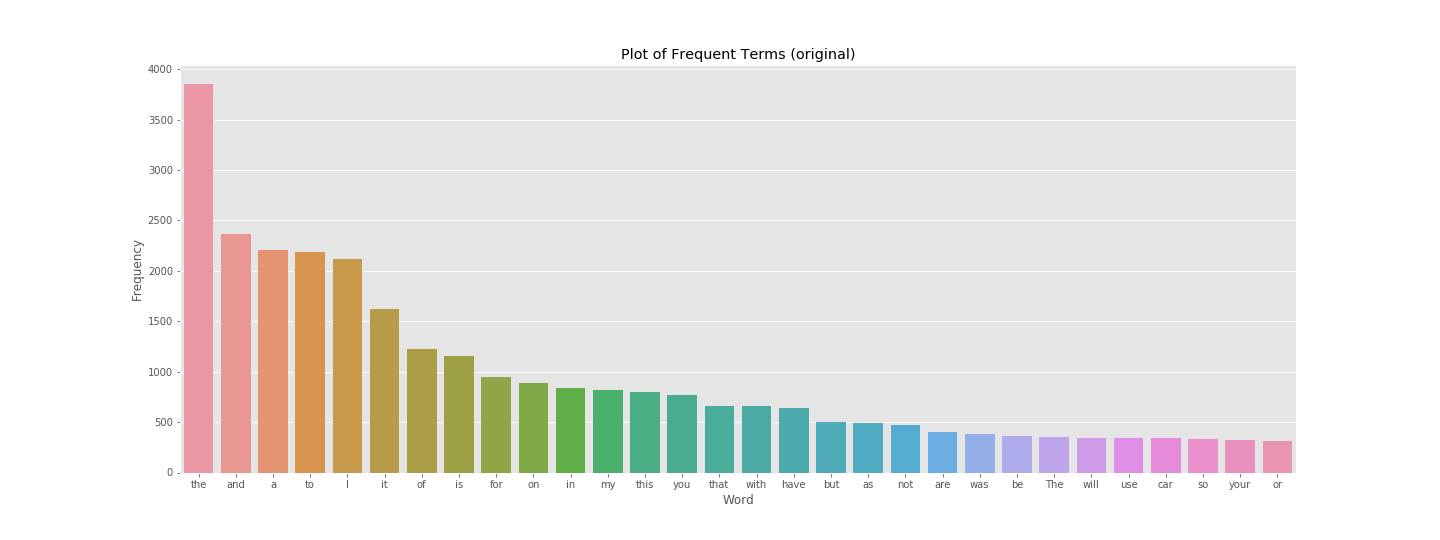 Plot of Frequent Terms (original)
4000
3500
3000
2500
2000
1500
1000
500
0
Frequency
the and a to I it of is for on in my this you that with have but as not are was be The will use car so your or
Word